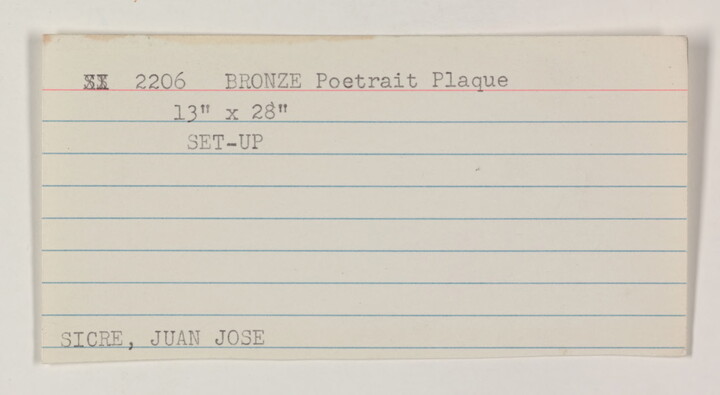 2206 BRONZE Poetrait Plaque
13" x 28"
SET-UP
SICRE, JUAN JOSE